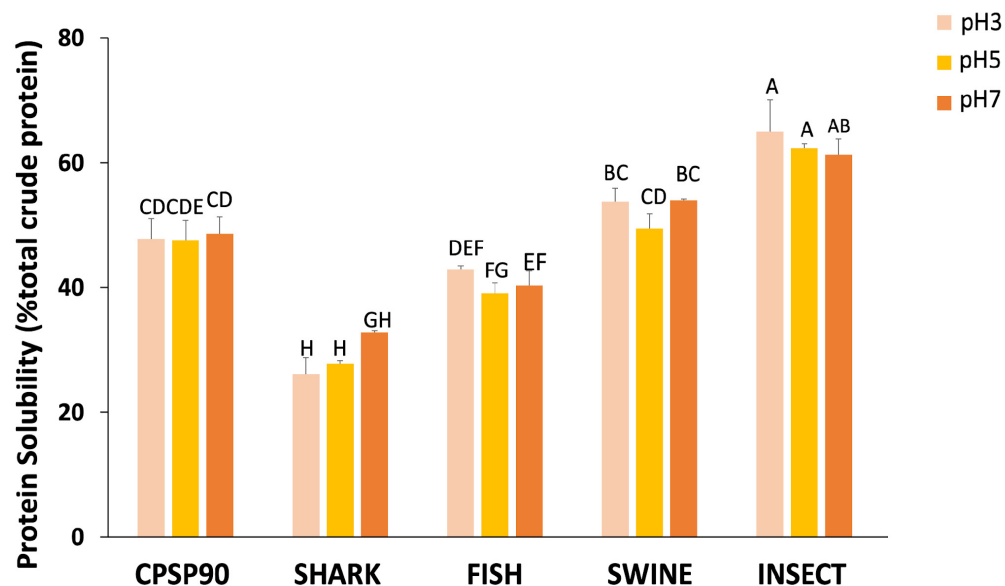 Protein Solubility (%total crude protein)
80
60
40
20
0
CD CDE CD
H H GH
DEF FG EF
BC CD BC
A A AB
CPSP90 SHARK FISH SWINE INSECT
pH3
pH5
pH7